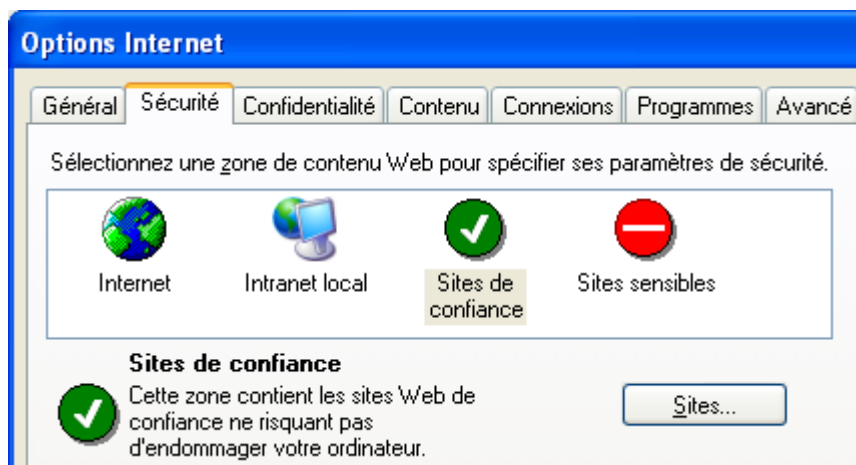 Options Internet
Général Sécurité Confidentialité Contenu Connexions Programmes Avancé
Sélectionnez une zone de contenu Web pour spécifier ses paramètres de sécurité.
Internet Intranet local Sites de confiance Sites sensibles
Sites de confiance
Cette zone contient les sites Web de
confiance ne risquant pas
d'endommager votre ordinateur.
Sites...